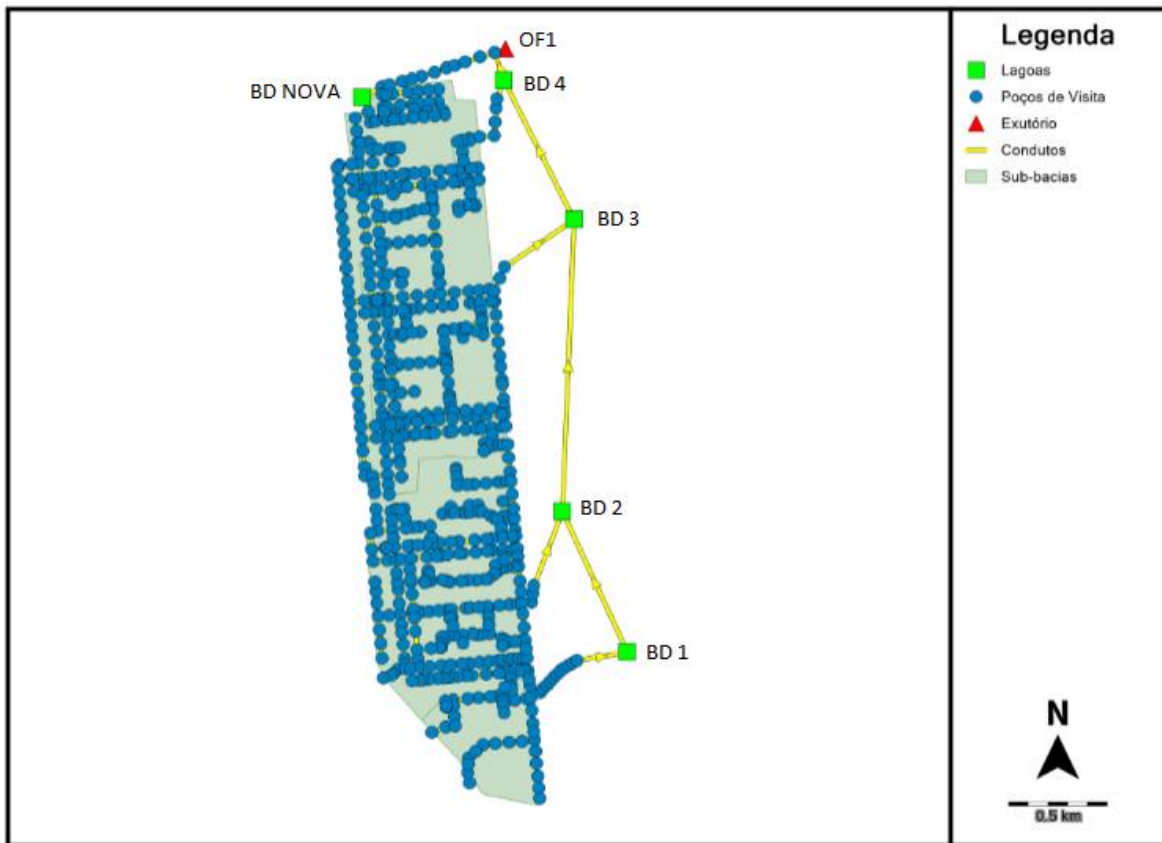 OF1
BD NOVA
BD 4
BD 3
BD 2
BD 1
Legenda
Lagoas
Poços de Visita
Exutório
Condutos
Sub-bacias
N
0.5 km